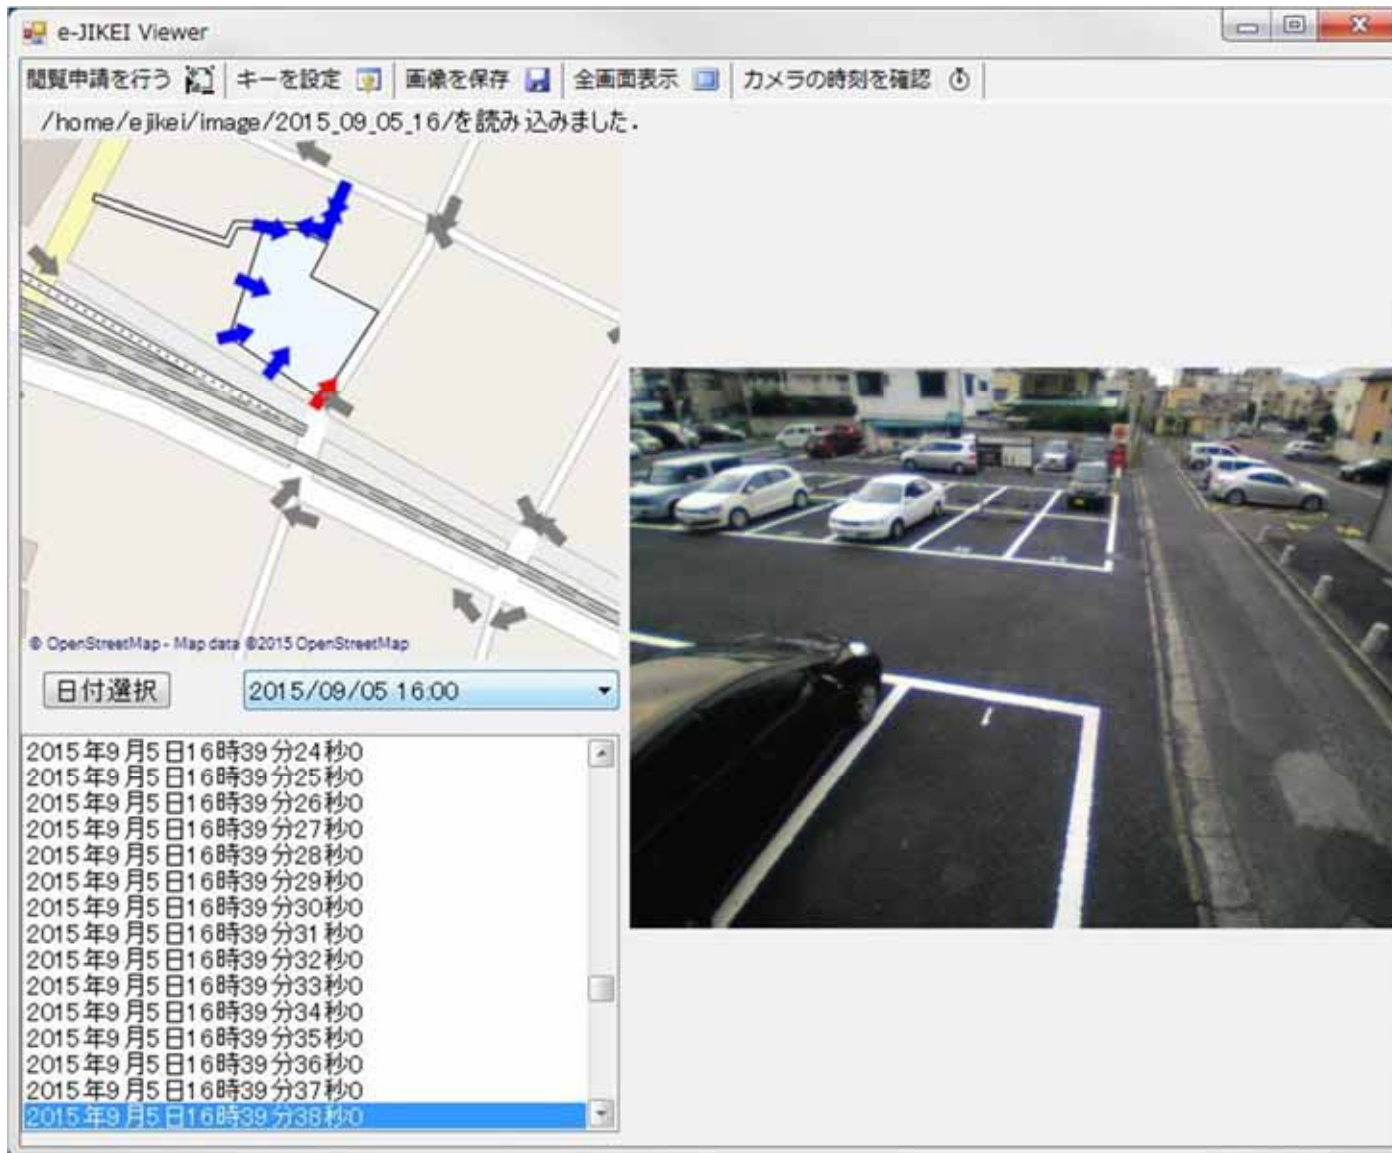 e-JIKEI Viewer
閲覧申請を行う キーを設定 画像を保存 全画面表示 カメラの時刻を確認
/home/ejikei/image/2015_09_05_16/を読み込みました.
© OpenStreetMap - Map data ©2015 OpenStreetMap
日付選択 2015/09/05 16:00
2015年9月5日16時39分24秒0
2015年9月5日16時39分25秒0
2015年9月5日16時39分26秒0
2015年9月5日16時39分27秒0
2015年9月5日16時39分28秒0
2015年9月5日16時39分29秒0
2015年9月5日16時39分30秒0
2015年9月5日16時39分31秒0
2015年9月5日16時39分32秒0
2015年9月5日16時39分33秒0
2015年9月5日16時39分34秒0
2015年9月5日16時39分35秒0
2015年9月5日16時39分36秒0
2015年9月5日16時39分37秒0
2015年9月5日16時39分38秒0